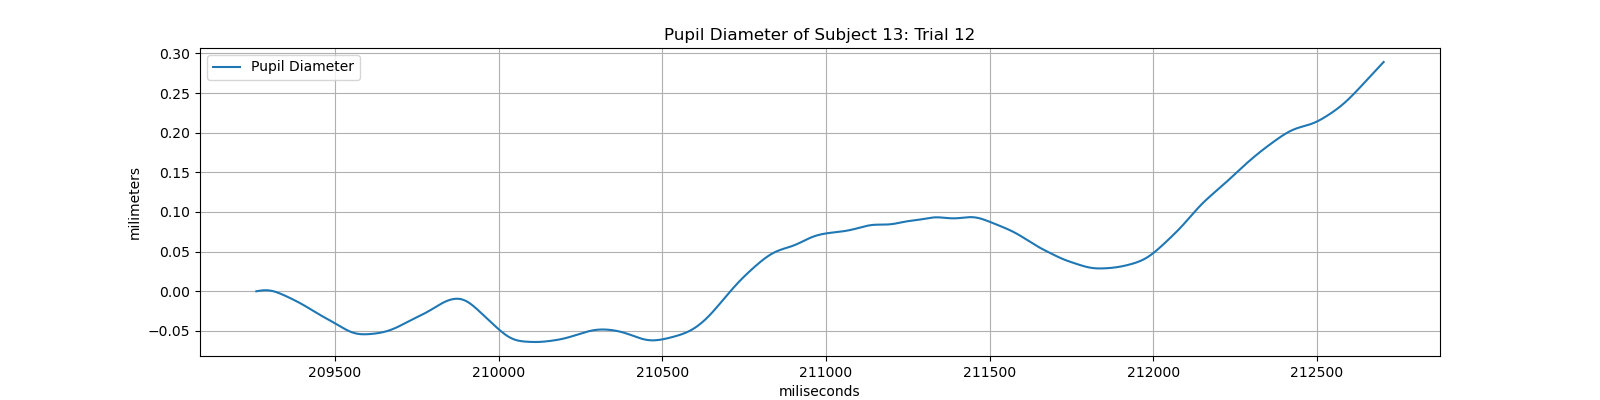 Pupil Diameter of Subject 13: Trial 12
Pupil Diameter
0.30
0.25
0.20
0.15
0.10
0.05
0.00
−0.05
milimeters
209500 210000 210500 211000 211500 212000 212500
miliseconds